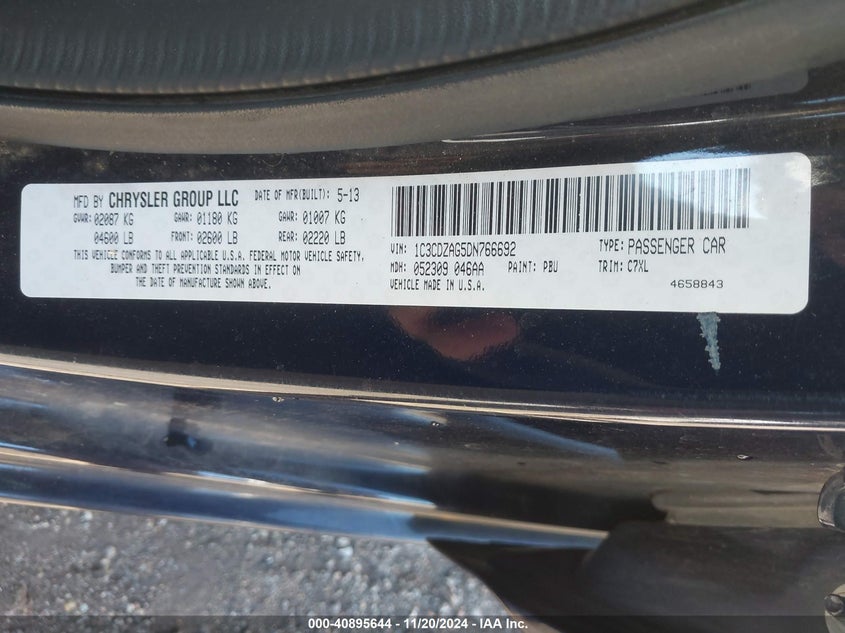 MFD BY CHRYSLER GROUP LLC DATE OF MFR(BUILT): 5-13
GVWR: 02087 KG GAWR: 01180 KG GAWR: 01007 KG
04600 LB FRONT: 02600 LB REAR: 02220 LB
THIS VEHICLE CONFORMS TO ALL APPLICABLE U.S.A. FEDERAL MOTOR VEHICLE SAFETY,
BUMPER AND THEFT PREVENTION STANDARDS IN EFFECT ON
THE DATE OF MANUFACTURE SHOWN ABOVE.
VIN: 1C3CDZAG5DN766692 TYPE: PASSENGER CAR
MDH: 052309 046AA PAINT: PBU TRIM: C7XL
VEHICLE MADE IN U.S.A. 4658843
000-40895644 | 11/20/2024 - IAA Inc.